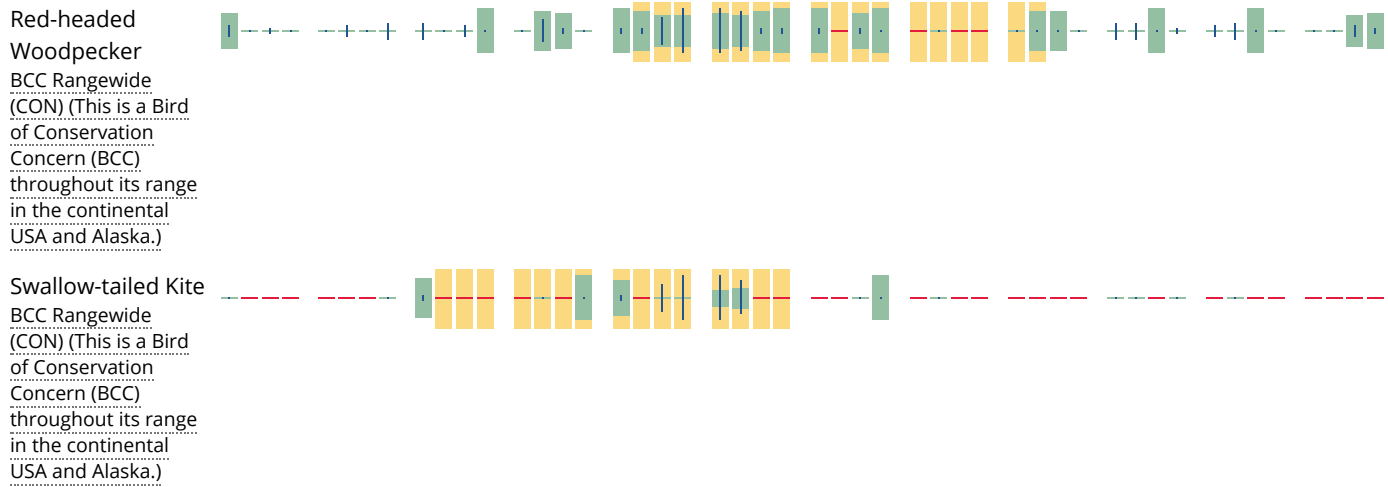 Red-headed
Woodpecker
BCC Rangewide
(CON) (This is a Bird
of Conservation
Concern (BCC)
throughout its range
in the continental
USA and Alaska.)
Swallow-tailed Kite
BCC Rangewide
(CON) (This is a Bird
of Conservation
Concern (BCC)
throughout its range
in the continental
USA and Alaska.)